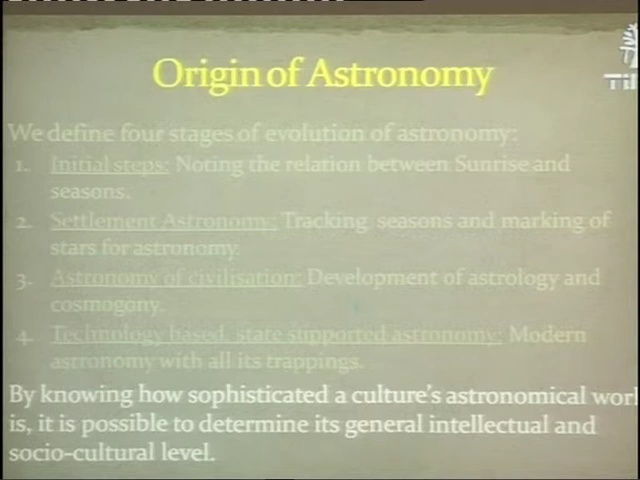 Origin of Astronomy
We define four stages of evolution of astronomy:
1. Initial steps: Noting the relation between Sunrise and
seasons.
2. Settlement Astronomy: Tracking seasons and marking of
stars for astronomy.
3. Astronomy of civilisation: Development of astrology and
cosmogony.
4. Technology based, state supported astronomy: Modern
astronomy with all its trappings.
By knowing how sophisticated a culture's astronomical worl
is, it is possible to determine its general intellectual and
socio-cultural level.